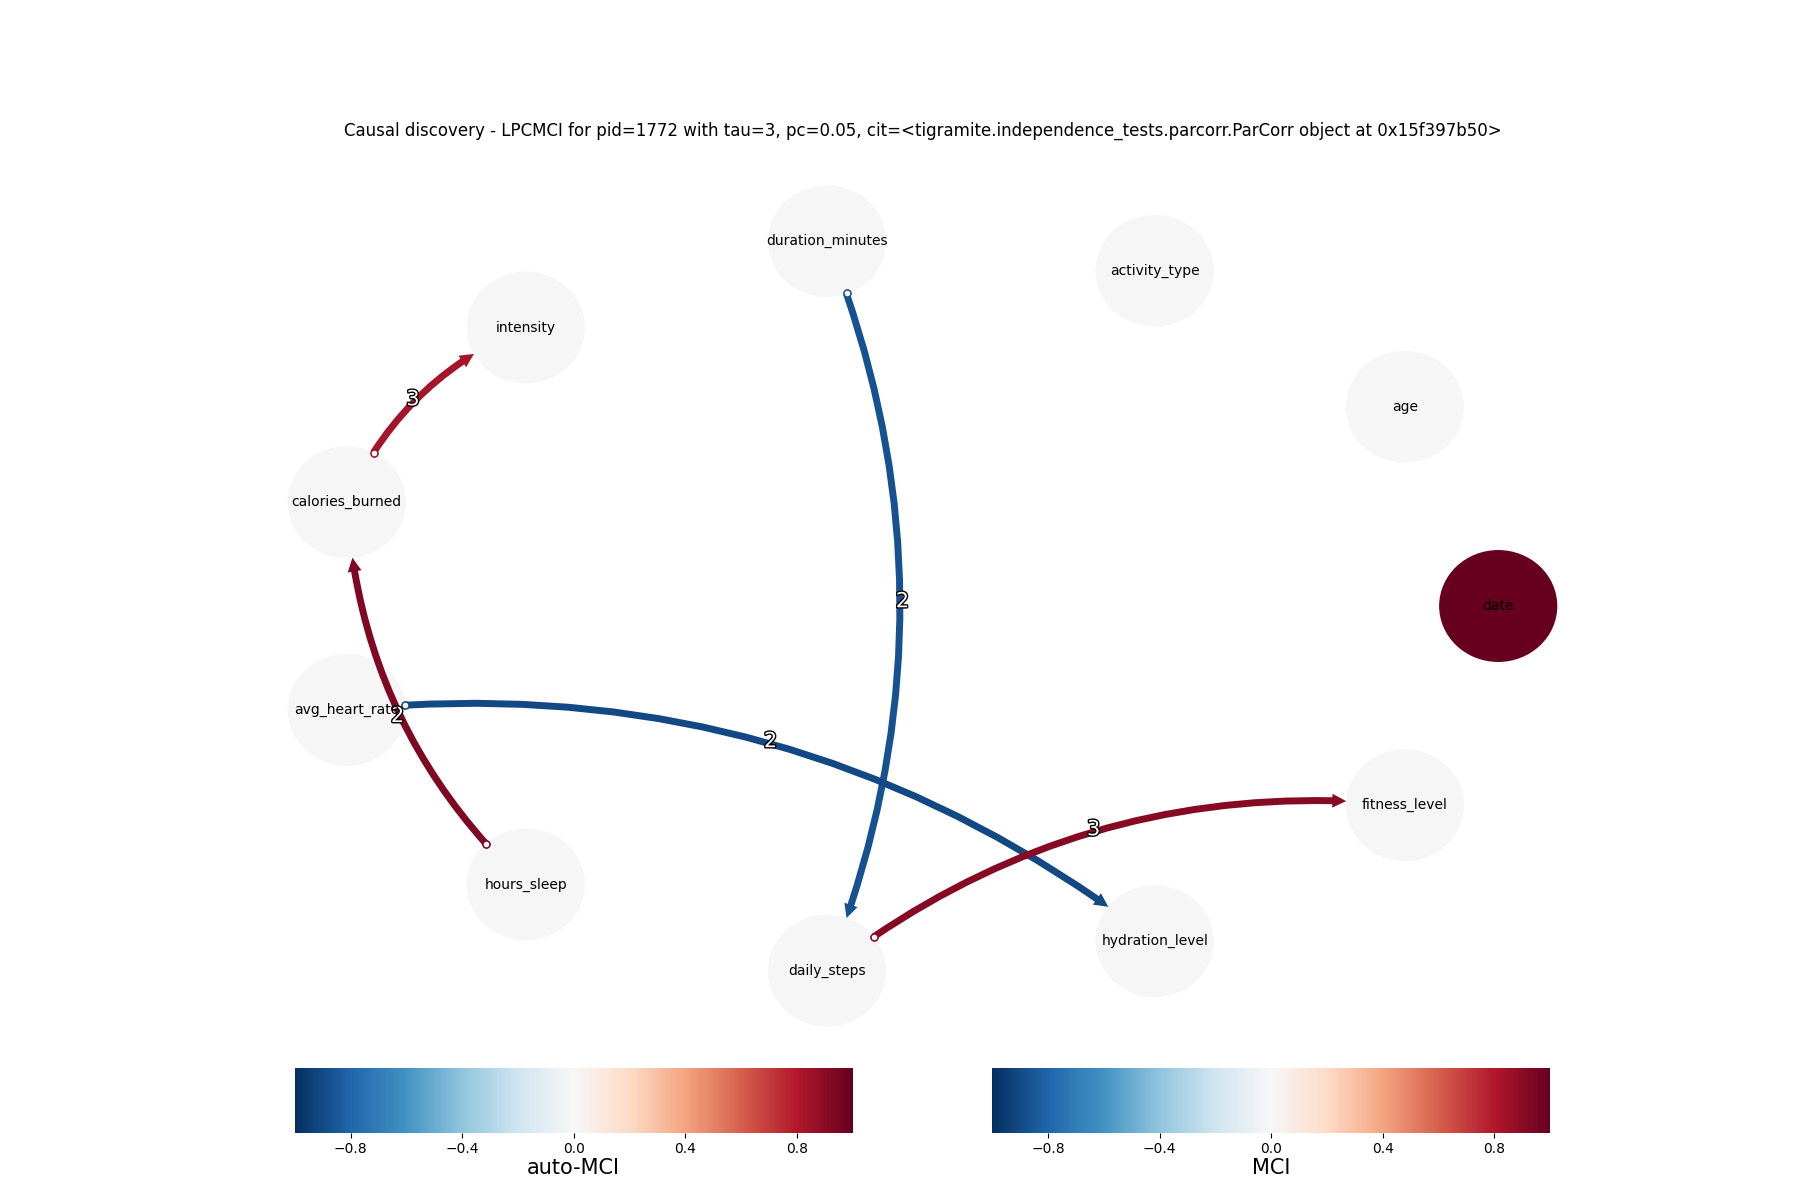 Causal discovery - LPCMCI for pid=1772 with tau=3, pc=0.05, cit=<tigramite.independence_tests.parcorr.ParCorr object at 0x15f397b50>
duration_minutes
activity_type
intensity
3
age
calories_burned
2
date
avg_heart_rate
2
2
fitness_level
3
hours_sleep
hydration_level
daily_steps
−0.8 −0.4 0.0 0.4 0.8
auto-MCI
−0.8 −0.4 0.0 0.4 0.8
MCI